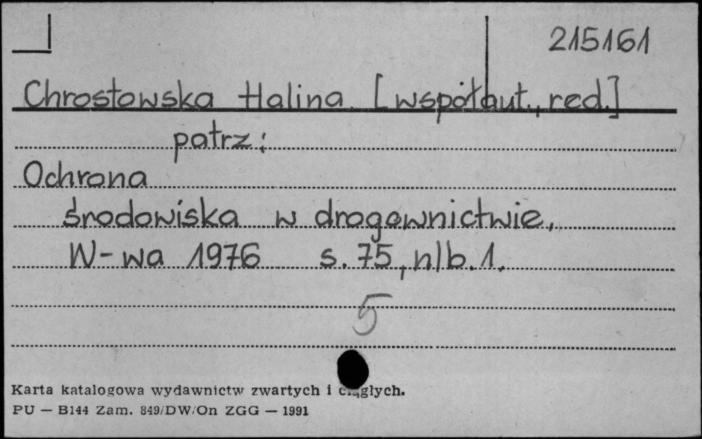 215161
Chrostowska Halina [współaut., red.]
patrz:
Ochrona
środowiska w drogownictwie,
W-wa 1976 s. 75, nlb. 1.
5
Karta katalogowa wydawnictw zwartych i ciągłych.
PU — B144 Zam. 849/DW/On ZGG — 1991